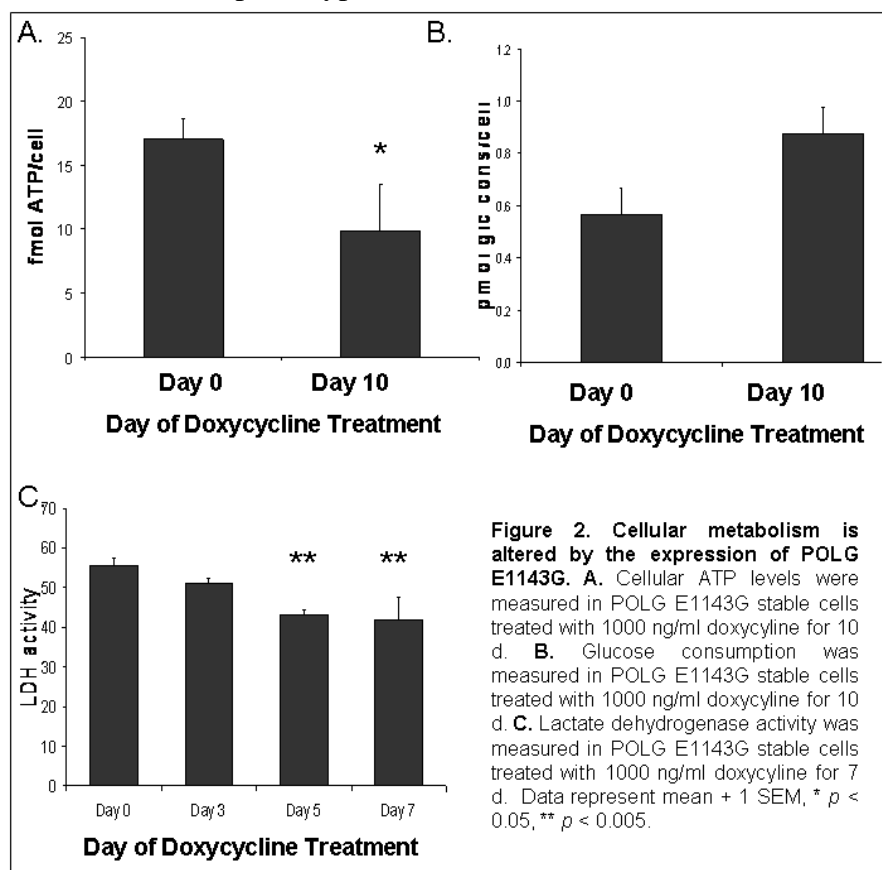 A.
25
20
15
10
5
0
fmol ATP/cell
*
Day 0 Day 10
Day of Doxycycline Treatment
B.
1.2
1.0
0.8
0.6
0.4
0.2
0.0
pmol glc cons/cell
Day 0 Day 10
Day of Doxycycline Treatment
C
70
60
50
40
30
20
10
0
LDH activity
** **
Day 0 Day 3 Day 5 Day 7
Day of Doxycycline Treatment
Figure 2. Cellular metabolism is
altered by the expression of POLG
E1143G. A. Cellular ATP levels were
measured in POLG E1143G stable cells
treated with 1000 ng/ml doxycyline for 10
d. B. Glucose consumption was
measured in POLG E1143G stable cells
treated with 1000 ng/ml doxycyline for 10
d. C. Lactate dehydrogenase activity was
measured in POLG E1143G stable cells
treated with 1000 ng/ml doxycyline for 7
d. Data represent mean + 1 SEM, * p <
0.05, ** p < 0.005.